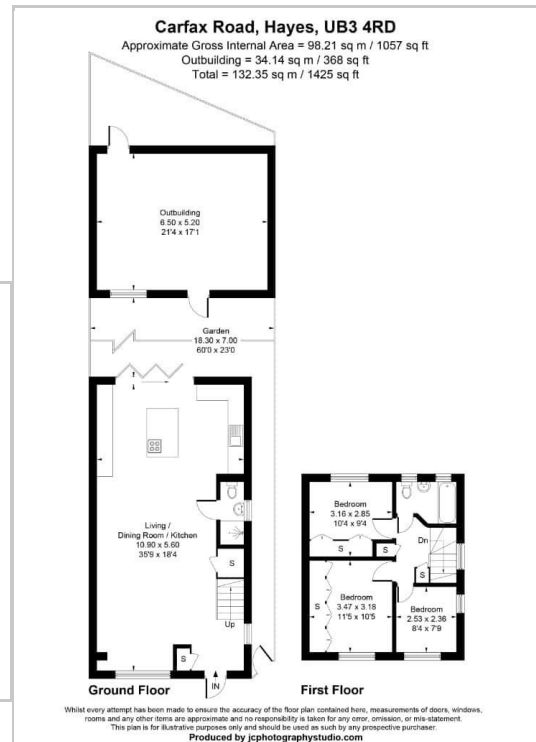 Carfax Road, Hayes, UB3 4RD
Approximate Gross Internal Area = 98.21 sq m / 1057 sq ft
Outbuilding = 34.14 sq m / 368 sq ft
Total = 132.35 sq m / 1425 sq ft
Outbuilding
6.50 x 5.20
21'4 x 17'1
Garden
18.30 x 7.00
60'0 x 23'0
Living /
Dining Room / Kitchen
10.90 x 5.60
35'9 x 18'4
S
Up
S
IN
Ground Floor
Bedroom
3.16 x 2.85
10'4 x 9'4
S
S
Dn
S
Bedroom
3.47 x 3.18
11'5 x 10'5
S
Bedroom
2.53 x 2.36
8'4 x 7'9
First Floor
Whilst every attempt has been made to ensure the accuracy of the floor plan contained here, measurements of doors, windows,
rooms and any other items are approximate and no responsibility is taken for any error, omission, or mis-statement.
This plan is for illustrative purposes only and should be used as such by any prospective purchaser.
Produced by jcphotographystudio.com